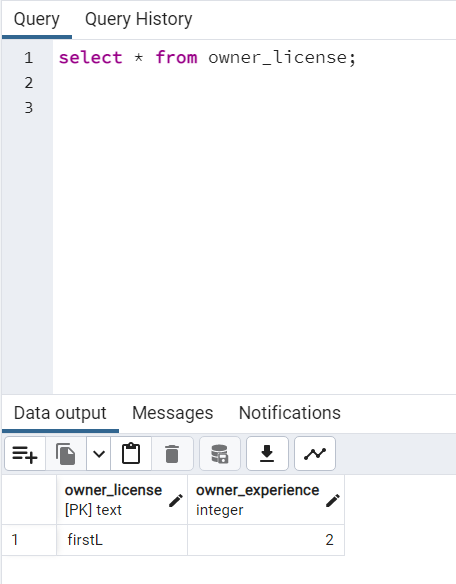 Query Query History
1 select * from owner_license;
2
3
Data output Messages Notifications
owner_license owner_experience
[PK] text integer
1 firstL 2